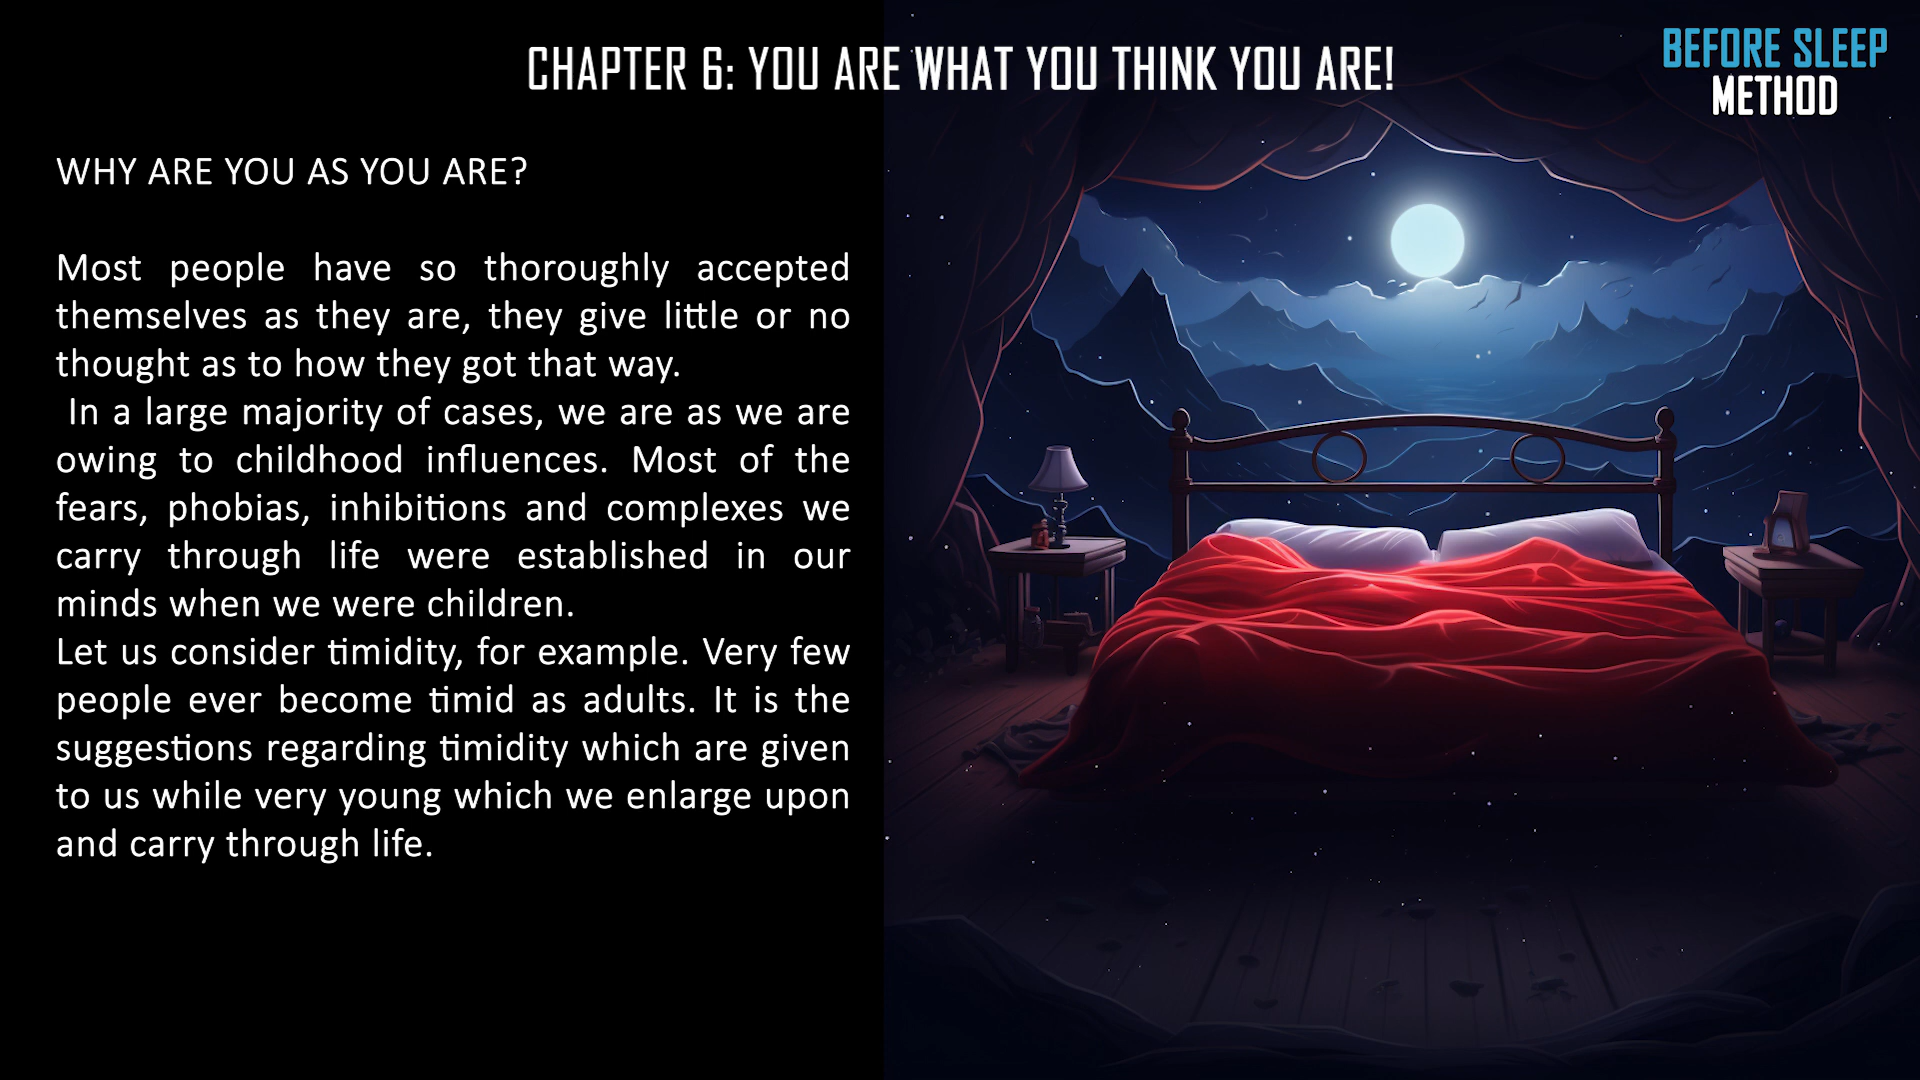 CHAPTER 6: YOU ARE WHAT YOU THINK YOU ARE!
BEFORE SLEEP
METHOD
WHY ARE YOU AS YOU ARE?
Most people have so thoroughly accepted
themselves as they are, they give little or no
thought as to how they got that way.
In a large majority of cases, we are as we are
owing to childhood influences. Most of the
fears, phobias, inhibitions and complexes we
carry through life were established in our
minds when we were children.
Let us consider timidity, for example. Very few
people ever become timid as adults. It is the
suggestions regarding timidity which are given
to us while very young which we enlarge upon
and carry through life.